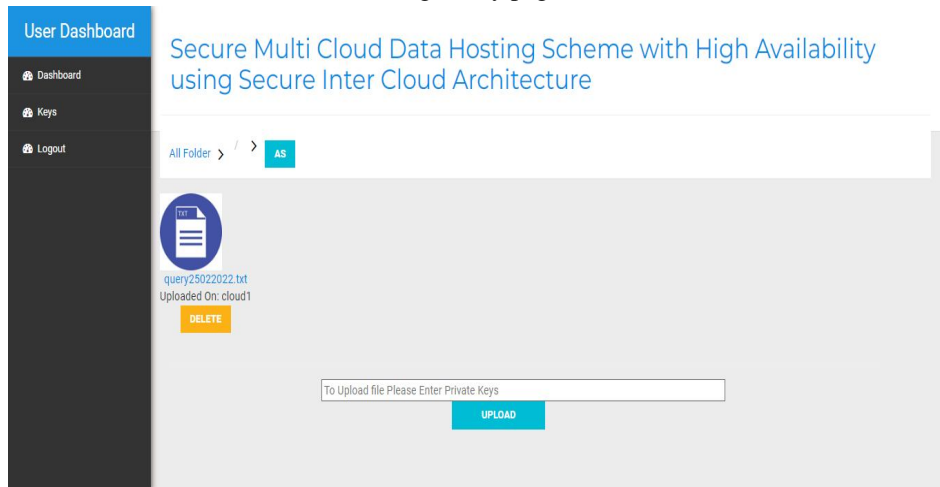 User Dashboard
Secure Multi Cloud Data Hosting Scheme with High Availability
using Secure Inter Cloud Architecture
Dashboard
Keys
Logout
All Folder > / > AS
TXT
query25022022.txt
Uploaded On: cloud1
DELETE
To Upload file Please Enter Private Keys
UPLOAD